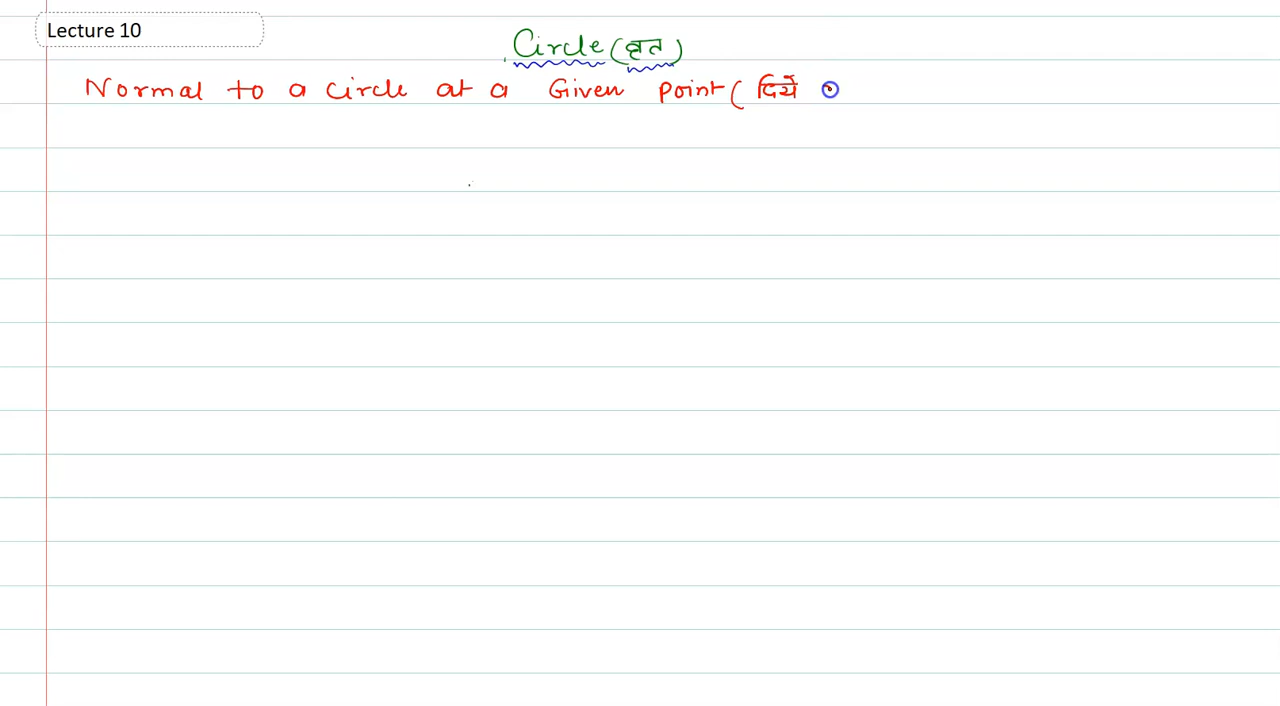 Lecture 10
Circle (वृत)
Normal to a circle at a Given point ( दिये